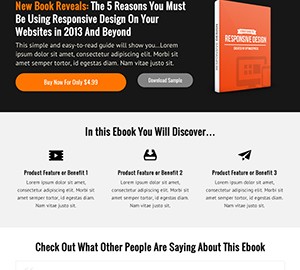 New Book Reveals: The 5 Reasons You Must
Be Using Responsive Design On Your
Websites in 2013 And Beyond
This simple and easy-to-read guide will show you....Lorem
ipsum dolor sit amet, consectetur adipiscing elit. Morbi sit
amet semper tortor, id egestas diam. Nam vitae justo sit.
Buy Now For Only $4.99
Download Sample
RESPONSIVE DESIGN
In this Ebook You Will Discover...
Product Feature or Benefit 1
Lorem ipsum dolor sit amet,
consectetur adipiscing elit. Morbi sit
amet semper tortor, id egestas diam.
Nam vitae justo sit.
Product Feature or Benefit 2
Lorem ipsum dolor sit amet,
consectetur adipiscing elit. Morbi sit
amet semper tortor, id egestas diam.
Nam vitae justo sit.
Product Feature or Benefit 3
Lorem ipsum dolor sit amet,
consectetur adipiscing elit. Morbi sit
amet semper tortor, id egestas diam.
Nam vitae justo sit.
Check Out What Other People Are Saying About This Ebook